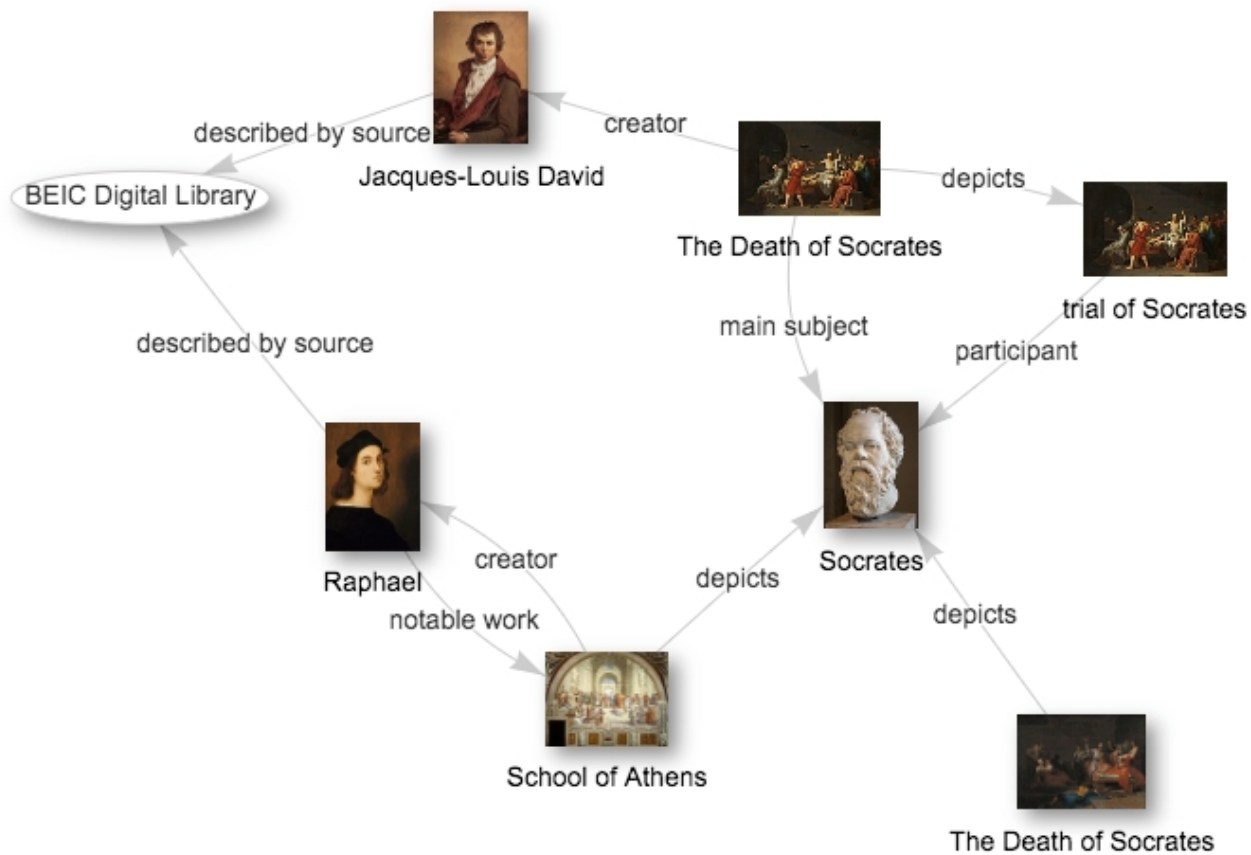 described by source
creator
Jacques-Louis David
depicts
BEIC Digital Library
The Death of Socrates
trial of Socrates
main subject
described by source
participant
creator
Socrates
Raphael
depicts
notable work
depicts
School of Athens
The Death of Socrates